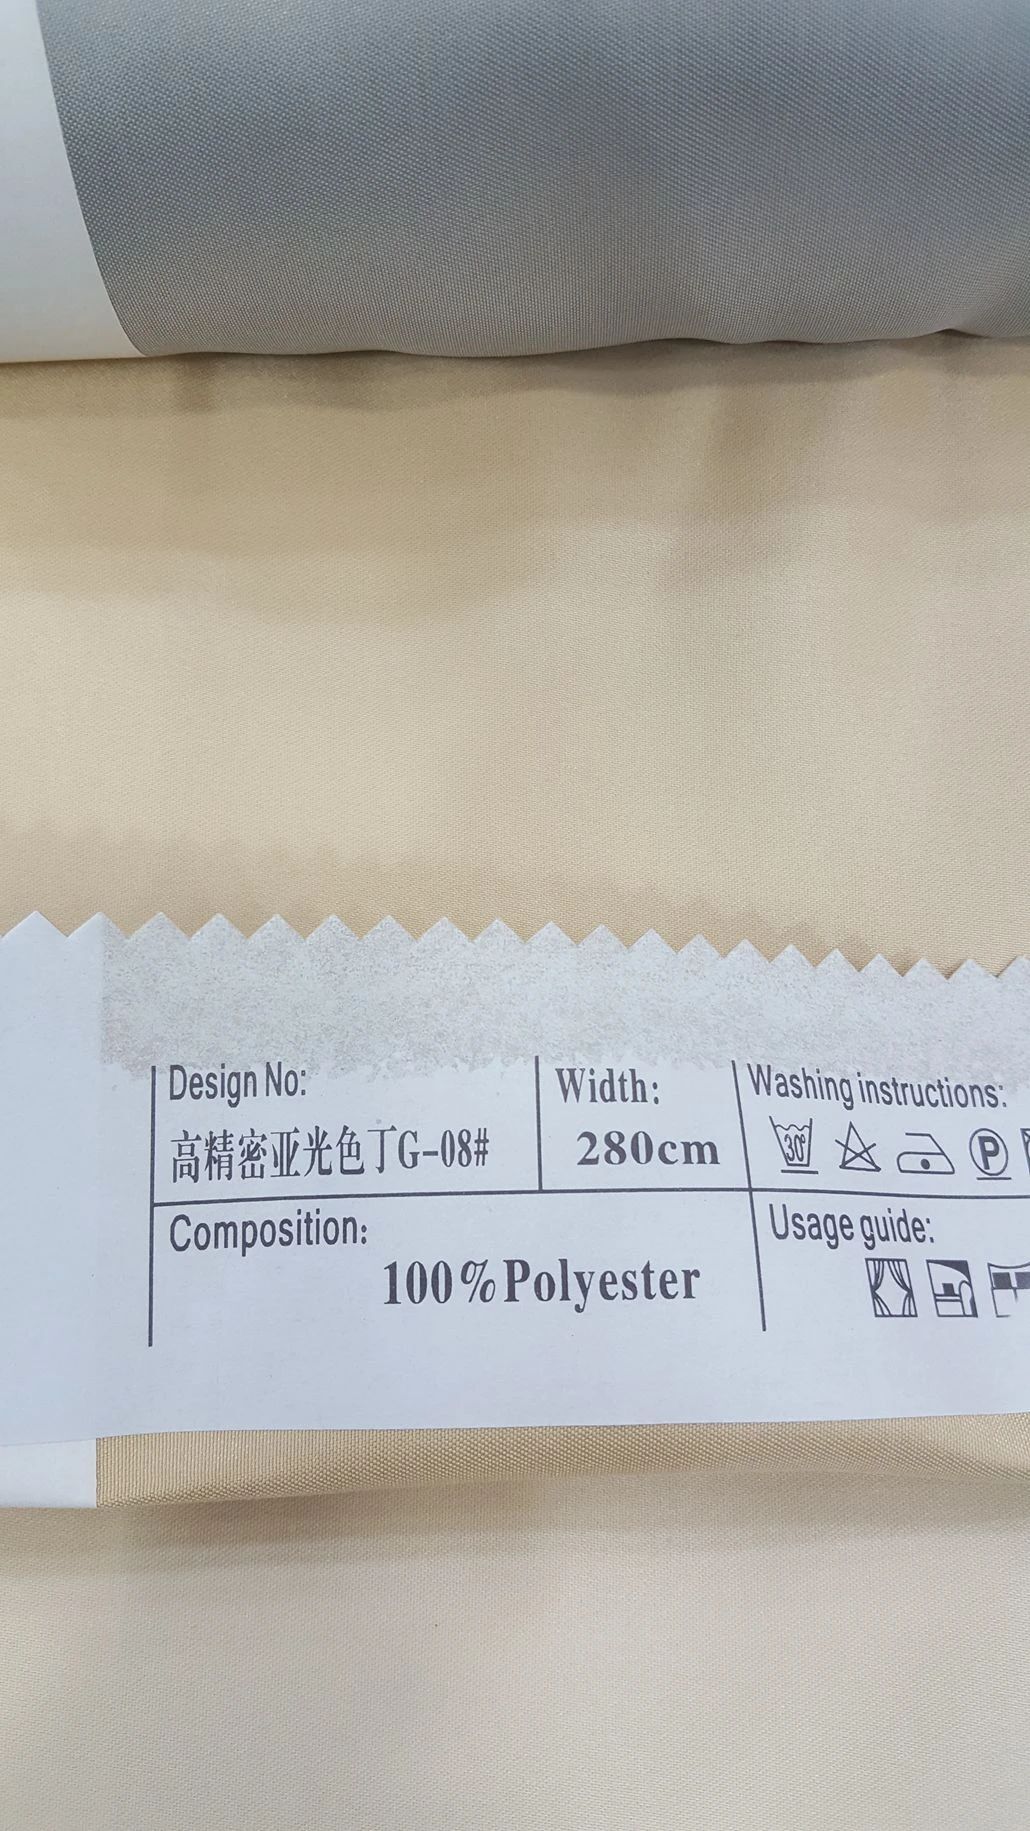 Design No:
高精密亚光色丁G-08#
Width:
280cm
Washing instructions:
30°
P
Composition:
100%Polyester
Usage guide: